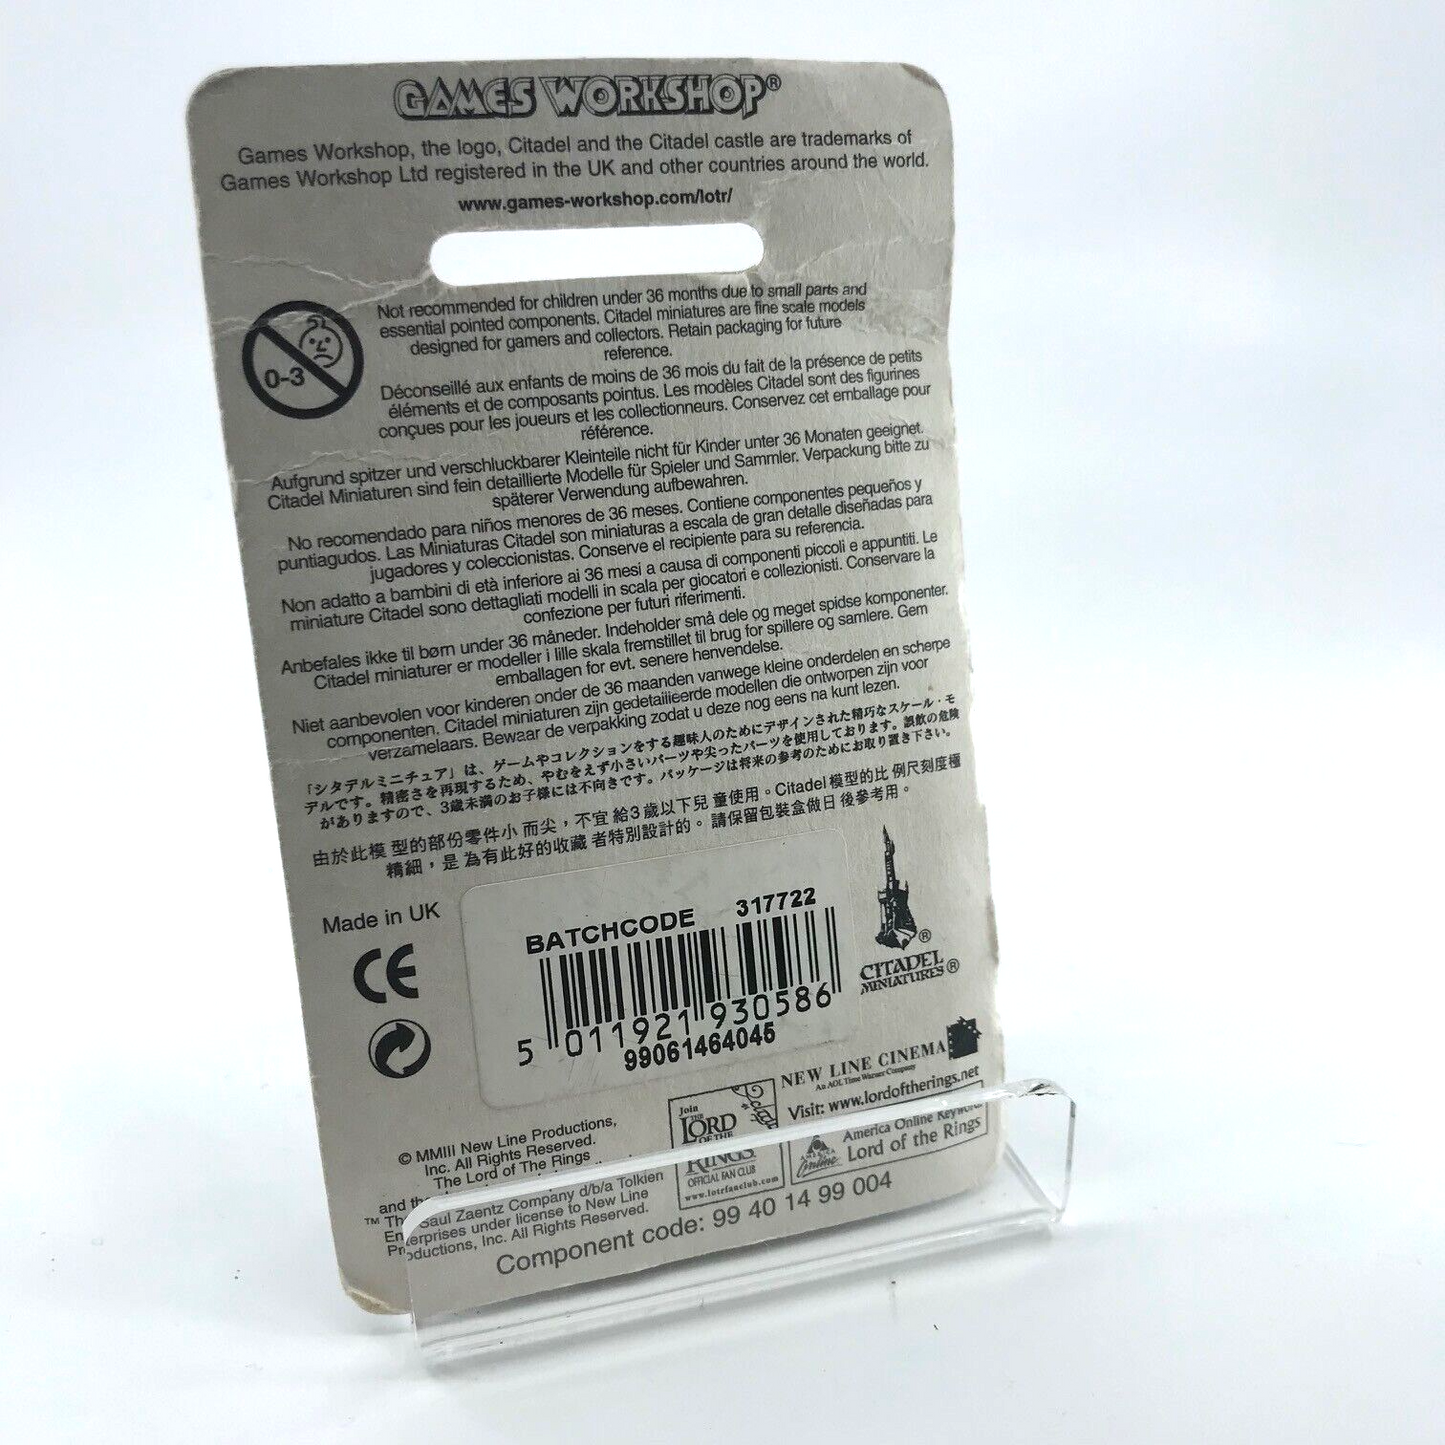 GAMES WORKSHOP®
Games Workshop, the logo, Citadel and the Citadel castle are trademarks of
Games Workshop Ltd registered in the UK and other countries around the world.
www.games-workshop.com/lotr/
0-3
Not recommended for children under 36 months due to small parts and
essential pointed components. Citadel miniatures are fine scale models
designed for gamers and collectors. Retain packaging for future
reference.
Déconseillé aux enfants de moins de 36 mois du fait de la présence de petits
éléments et de composants pointus. Les modèles Citadel sont des figurines
conçues pour les joueurs et les collectionneurs. Conservez cet emballage pour
référence.
Aufgrund spitzer und verschluckbarer Kleinteile nicht für Kinder unter 36 Monaten geeignet.
Citadel Miniaturen sind fein detaillierte Modelle für Spieler und Sammler. Verpackung bitte zu
späterer Verwendung aufbewahren.
No recomendado para niños menores de 36 meses. Contiene componentes pequeños y
puntiagudos. Las Miniaturas Citadel son miniaturas a escala de gran detalle diseñadas para
jugadores y coleccionistas. Conserve el recipiente para su referencia.
Non adatto a bambini di età inferiore ai 36 mesi a causa di componenti piccoli e appuntiti. Le
miniature Citadel sono dettagliati modelli in scala per giocatori e collezionisti. Conservare la
confezione per futuri riferimenti.
Anbefales ikke til børn under 36 måneder. Indeholder små dele og meget spidse komponenter.
Citadel miniaturer er modeller i lille skala fremstillet til brug for spillere og samlere. Gem
emballagen for evt. senere henvendelse.
Niet aanbevolen voor kinderen onder de 36 maanden vanwege kleine onderdelen en scherpe
componenten. Citadel miniaturen zijn gedetailleerde modellen die ontworpen zijn voor
verzamelaars. Bewaar de verpakking zodat u deze nog eens na kunt lezen.
「シタデルミニチュア」は、ゲームやコレクションをする趣味人のためにデザインされた精巧なスケール・モ
デルです。精密さを再現するため、やむをえず小さいパーツや尖ったパーツを使用しております。誤飲の危険
がありますので、3歳未満のお子様には不向きです。パッケージは将来の参考のためにお取り置き下さい。
由於此模 型的部份零件小 而尖，不宜 給3 歲以下兒 童使用。Citadel 模型的比 例尺刻度極
精細，是 為有此好的收藏 者特別設計的。 請保留包裝盒做日 後參考用。
Made in UK
CE
BATCHCODE 317722
5 011921 930586
99061464045
® CITADEL
MINIATURES®
NEW LINE CINEMA
An AOL Time Warner Company
Visit: www.lordoftherings.net
America Online Keyword:
Lord of the Rings
AMERICA Online
Join
THE LORD
OF THE
RINGS
OFFICIAL FAN CLUB
www.lotrfanclub.com
© MMIII New Line Productions,
Inc. All Rights Reserved.
The Lord of The Rings
and the
™ The Saul Zaentz Company d/b/a Tolkien
Enterprises under license to New Line
Productions, Inc. All Rights Reserved.
Component code: 99 40 14 99 004